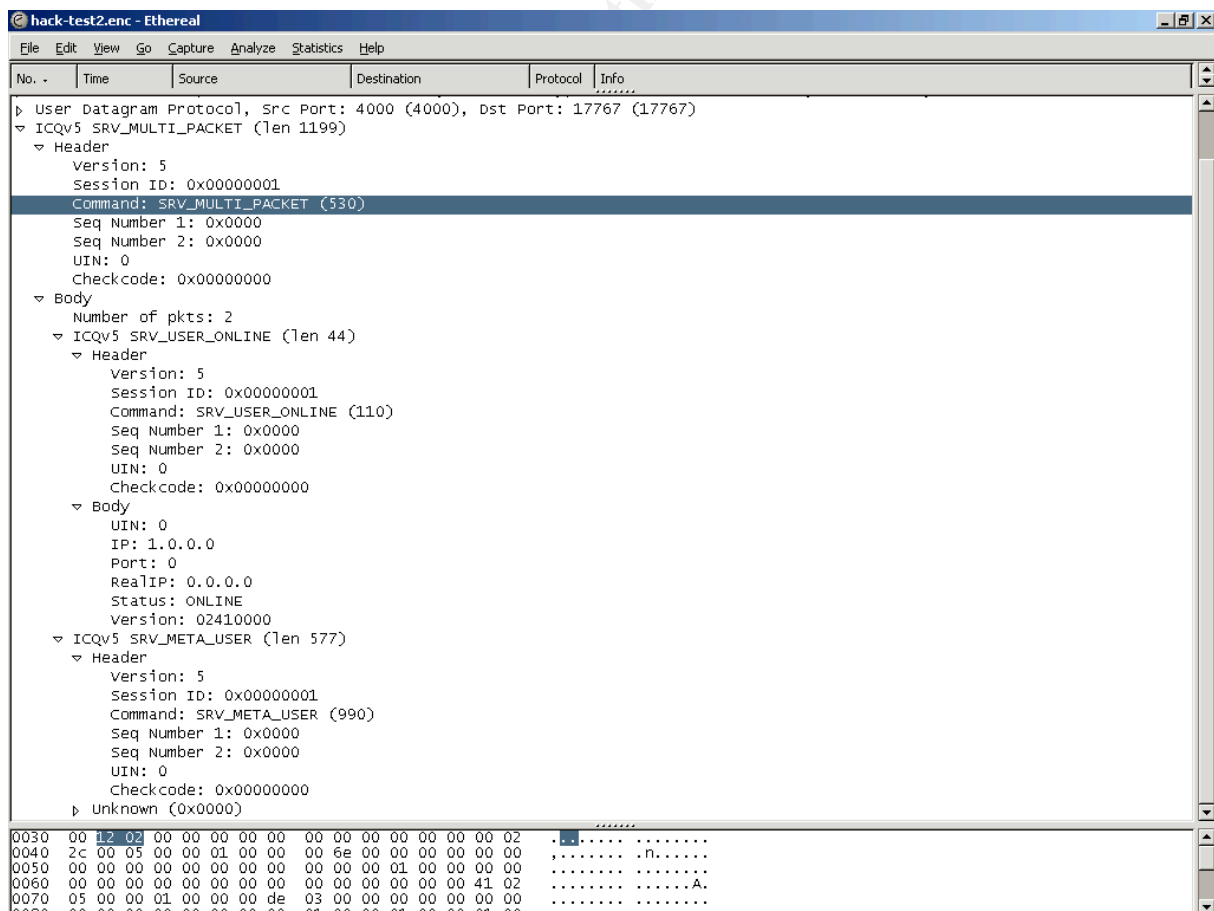 hack-test2.enc - Ethereal
File Edit View Go Capture Analyze Statistics Help
No. Time Source Destination Protocol Info
User Datagram Protocol, Src Port: 4000 (4000), Dst Port: 17767 (17767)
ICQv5 SRV_MULTI_PACKET (len 1199)
Header
Version: 5
Session ID: 0x00000001
Command: SRV_MULTI_PACKET (530)
Seq Number 1: 0x0000
Seq Number 2: 0x0000
UIN: 0
Checkcode: 0x00000000
Body
Number of pkts: 2
ICQv5 SRV_USER_ONLINE (len 44)
Header
Version: 5
Session ID: 0x00000001
Command: SRV_USER_ONLINE (110)
Seq Number 1: 0x0000
Seq Number 2: 0x0000
UIN: 0
Checkcode: 0x00000000
Body
UIN: 0
IP: 1.0.0.0
Port: 0
RealIP: 0.0.0.0
Status: ONLINE
Version: 02410000
ICQv5 SRV_META_USER (len 577)
Header
Version: 5
Session ID: 0x00000001
Command: SRV_META_USER (990)
Seq Number 1: 0x0000
Seq Number 2: 0x0000
UIN: 0
Checkcode: 0x00000000
Unknown (0x0000)
0030 00 12 02 00 00 00 00 00 00 00 00 00 00 00 00 02 ........ ........
0040 2c 00 05 00 00 01 00 00 00 6e 00 00 00 00 00 00 ,....... .n......
0050 00 00 00 00 00 00 00 00 00 00 00 00 01 00 00 00 ........ ........
0060 00 00 00 00 00 00 00 00 00 00 00 00 00 00 41 02 ........ ......A.
0070 05 00 00 01 00 00 00 de 03 00 00 00 00 00 00 00 ........ ........